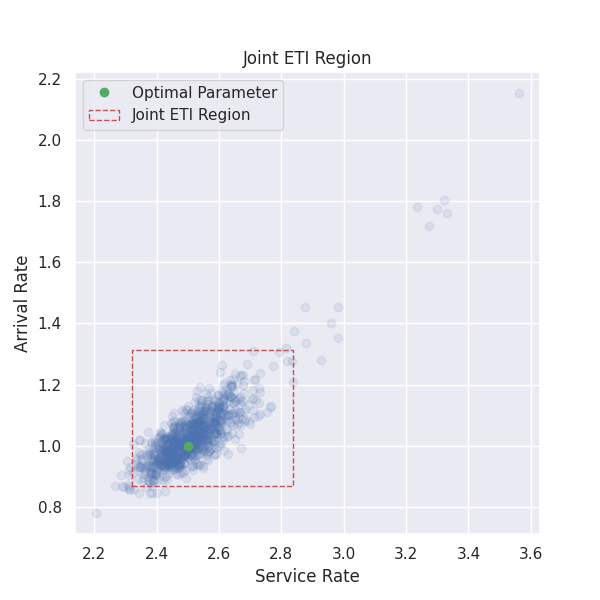 Joint ETI Region
Optimal Parameter
Joint ETI Region
Arrival Rate
2.2
2.0
1.8
1.6
1.4
1.2
1.0
0.8
2.2 2.4 2.6 2.8 3.0 3.2 3.4 3.6
Service Rate